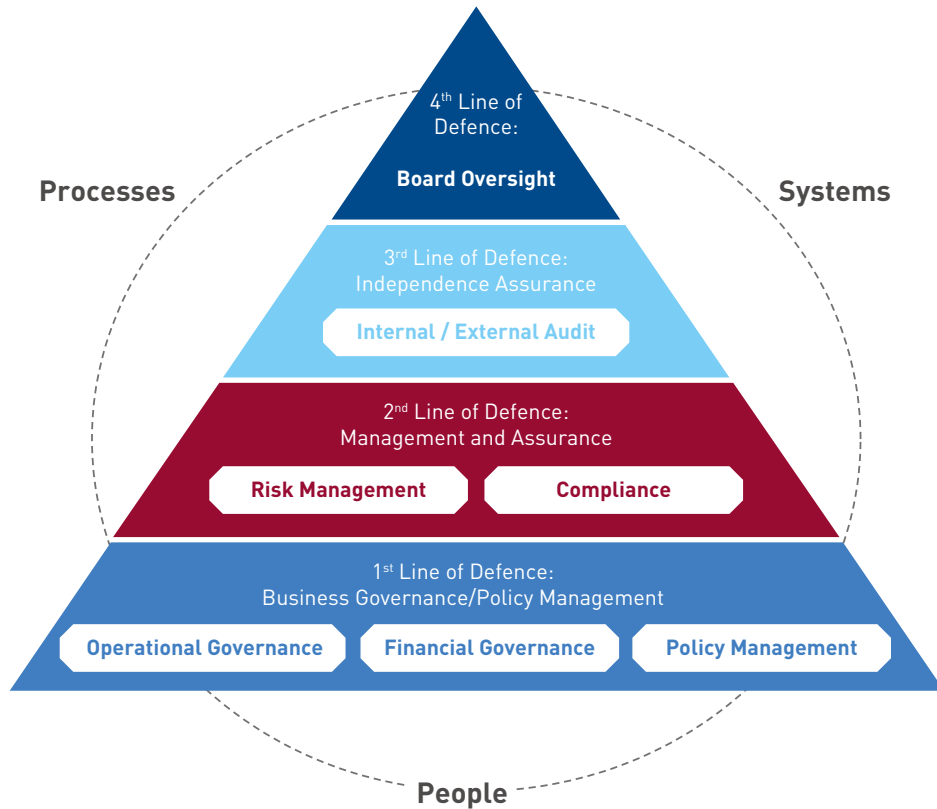 4th Line of
Defence:
Board Oversight
Processes
Systems
3rd Line of Defence:
Independence Assurance
Internal / External Audit
2nd Line of Defence:
Management and Assurance
Risk Management
Compliance
1st Line of Defence:
Business Governance/Policy Management
Operational Governance
Financial Governance
Policy Management
People